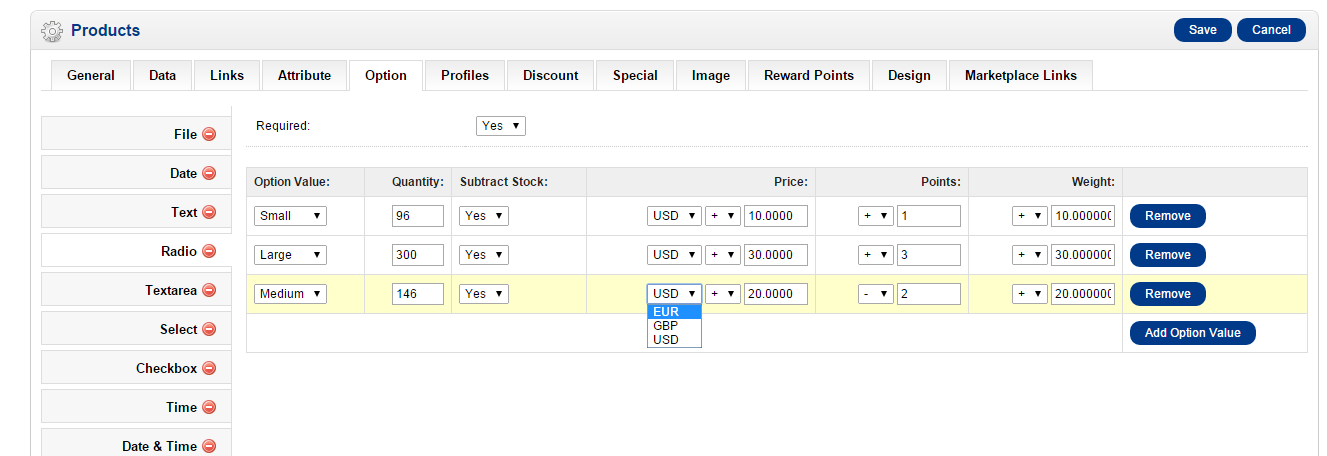 Products
Save Cancel
General Data Links Attribute Option Profiles Discount Special Image Reward Points Design Marketplace Links
File
Date
Text
Radio
Textarea
Select
Checkbox
Time
Date & Time
Required: Yes
Option Value: Quantity: Subtract Stock: Price: Points: Weight:
Small 96 Yes USD + 10.0000 + 1 + 10.000000 Remove
Large 300 Yes USD + 30.0000 + 3 + 30.000000 Remove
Medium 146 Yes USD + 20.0000 - 2 + 20.000000 Remove
EUR
GBP
USD
Add Option Value